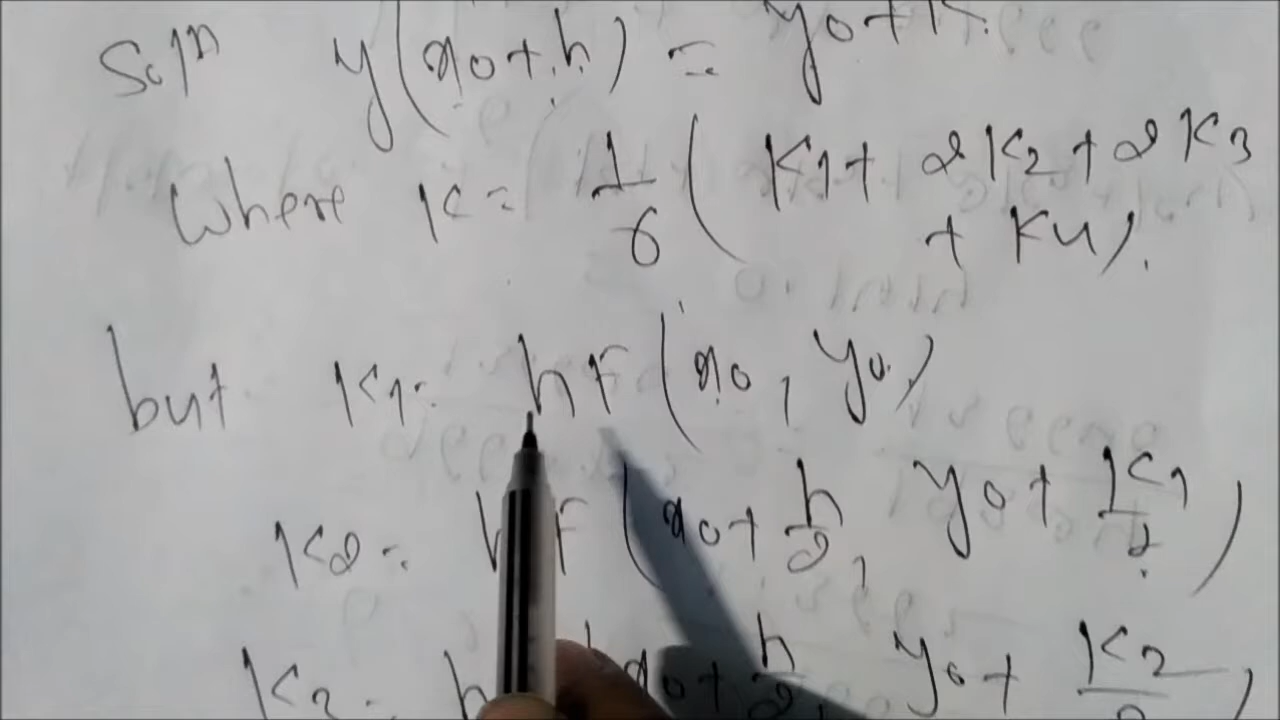 Soln y(x0+h) = y0+K.
where K= 1/6 ( K1+ 2K2+2K3
+ K4).
but K1= hF(x0, y0)
K2= hF(x0+ h/2, y0+ K1/2)
K3= h(x0+ h/2, y0+ K2/2)